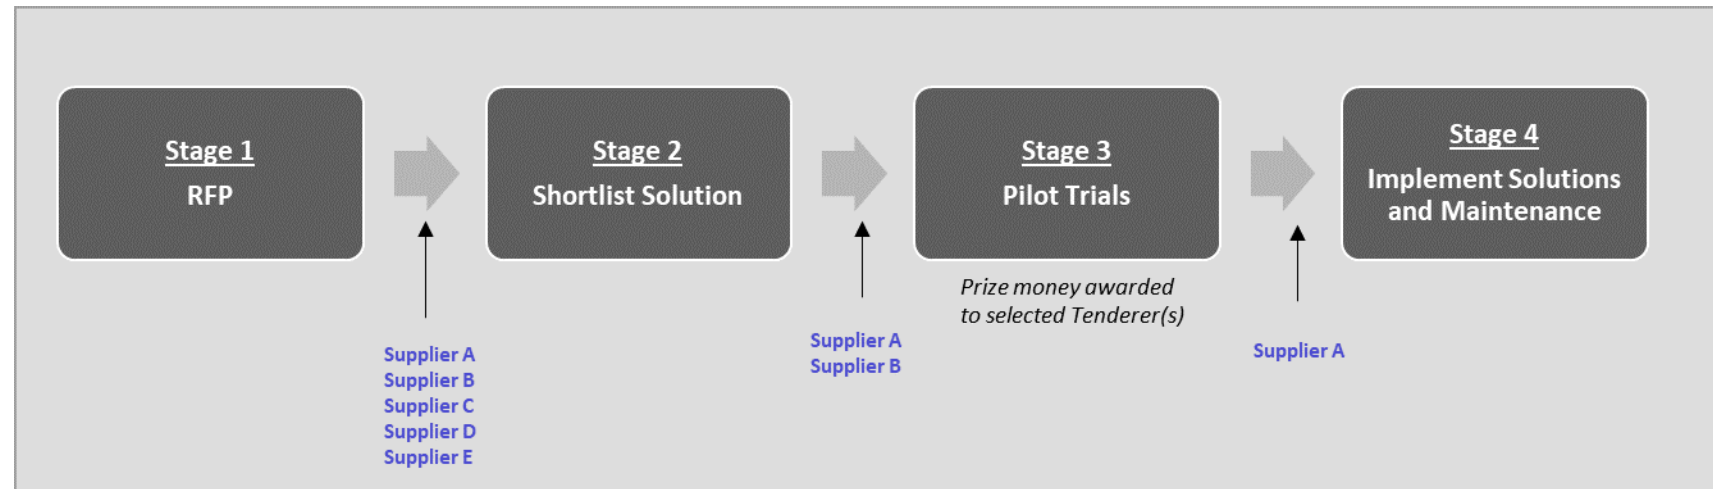 Stage 1
RFP
Stage 2
Shortlist Solution
Stage 3
Pilot Trials
Stage 4
Implement Solutions
and Maintenance
Prize money awarded
to selected Tenderer(s)
Supplier A
Supplier B
Supplier C
Supplier D
Supplier E
Supplier A
Supplier B
Supplier A